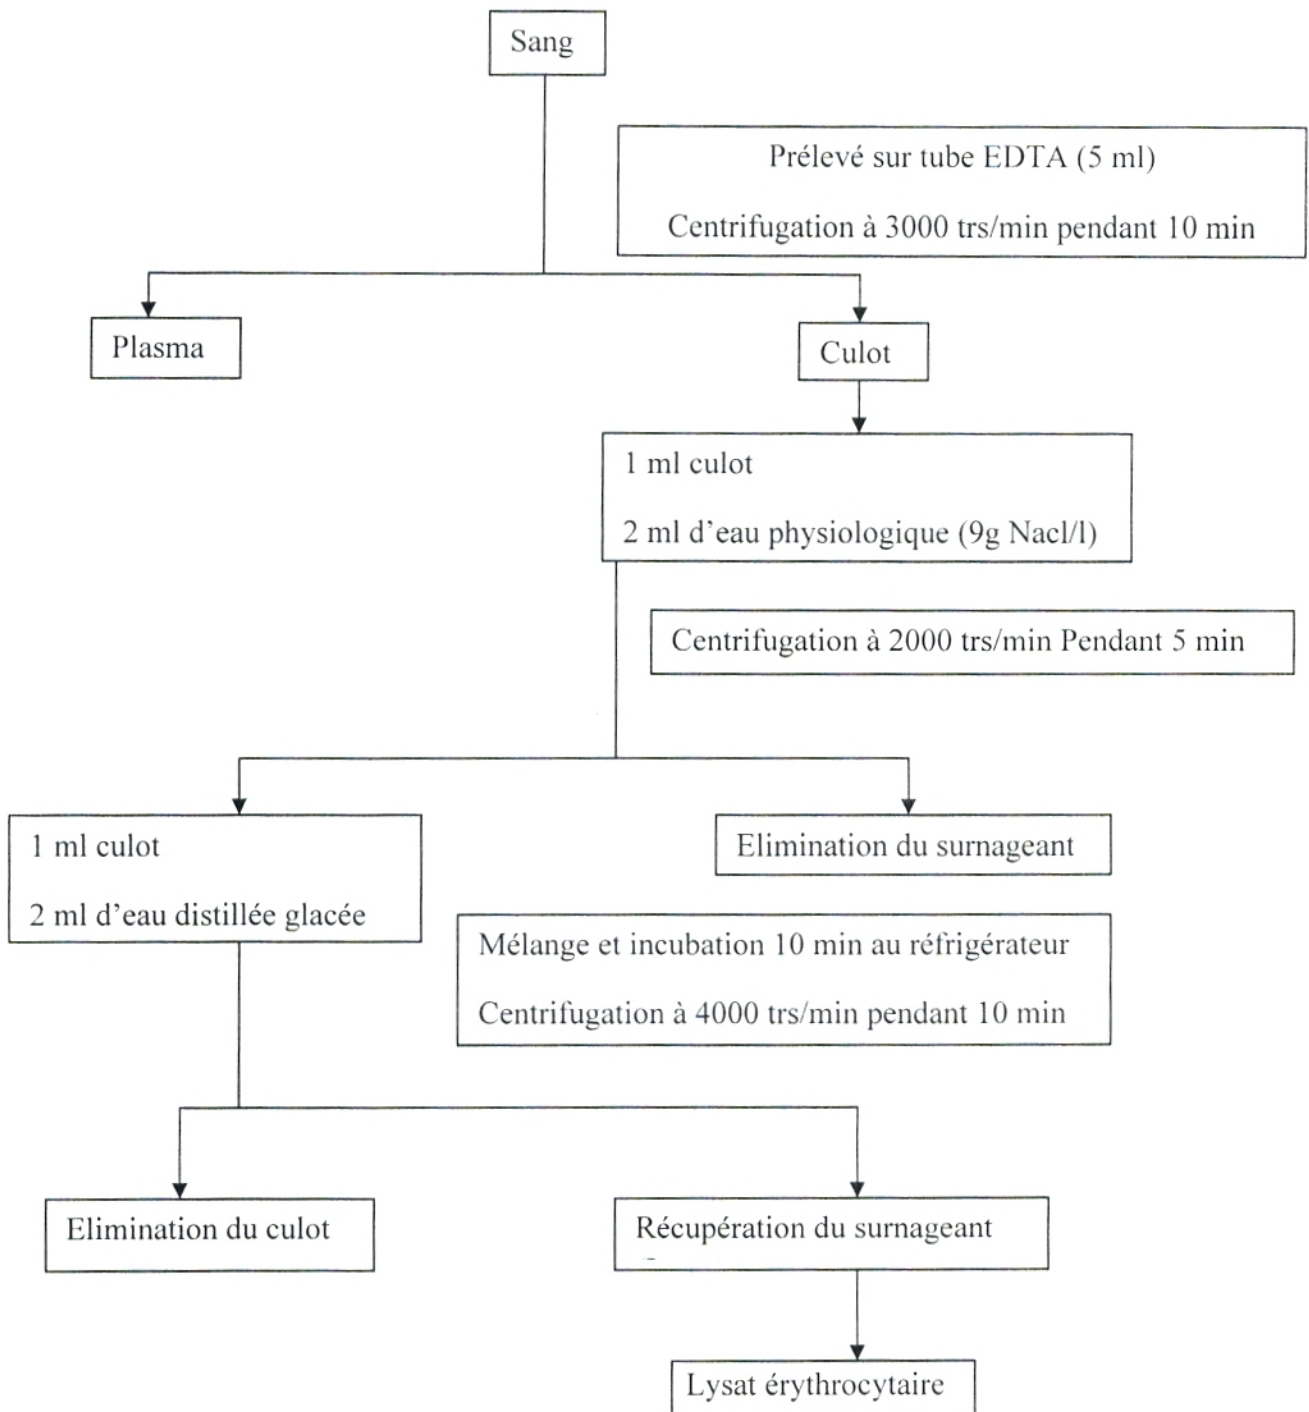 Sang
Prélevé sur tube EDTA (5 ml)
Centrifugation à 3000 trs/min pendant 10 min
Plasma
Culot
1 ml culot
2 ml d'eau physiologique (9g Nacl/l)
Centrifugation à 2000 trs/min Pendant 5 min
1 ml culot
2 ml d'eau distillée glacée
Elimination du surnageant
Mélange et incubation 10 min au réfrigérateur
Centrifugation à 4000 trs/min pendant 10 min
Elimination du culot
Récupération du surnageant
Lysat érythrocytaire